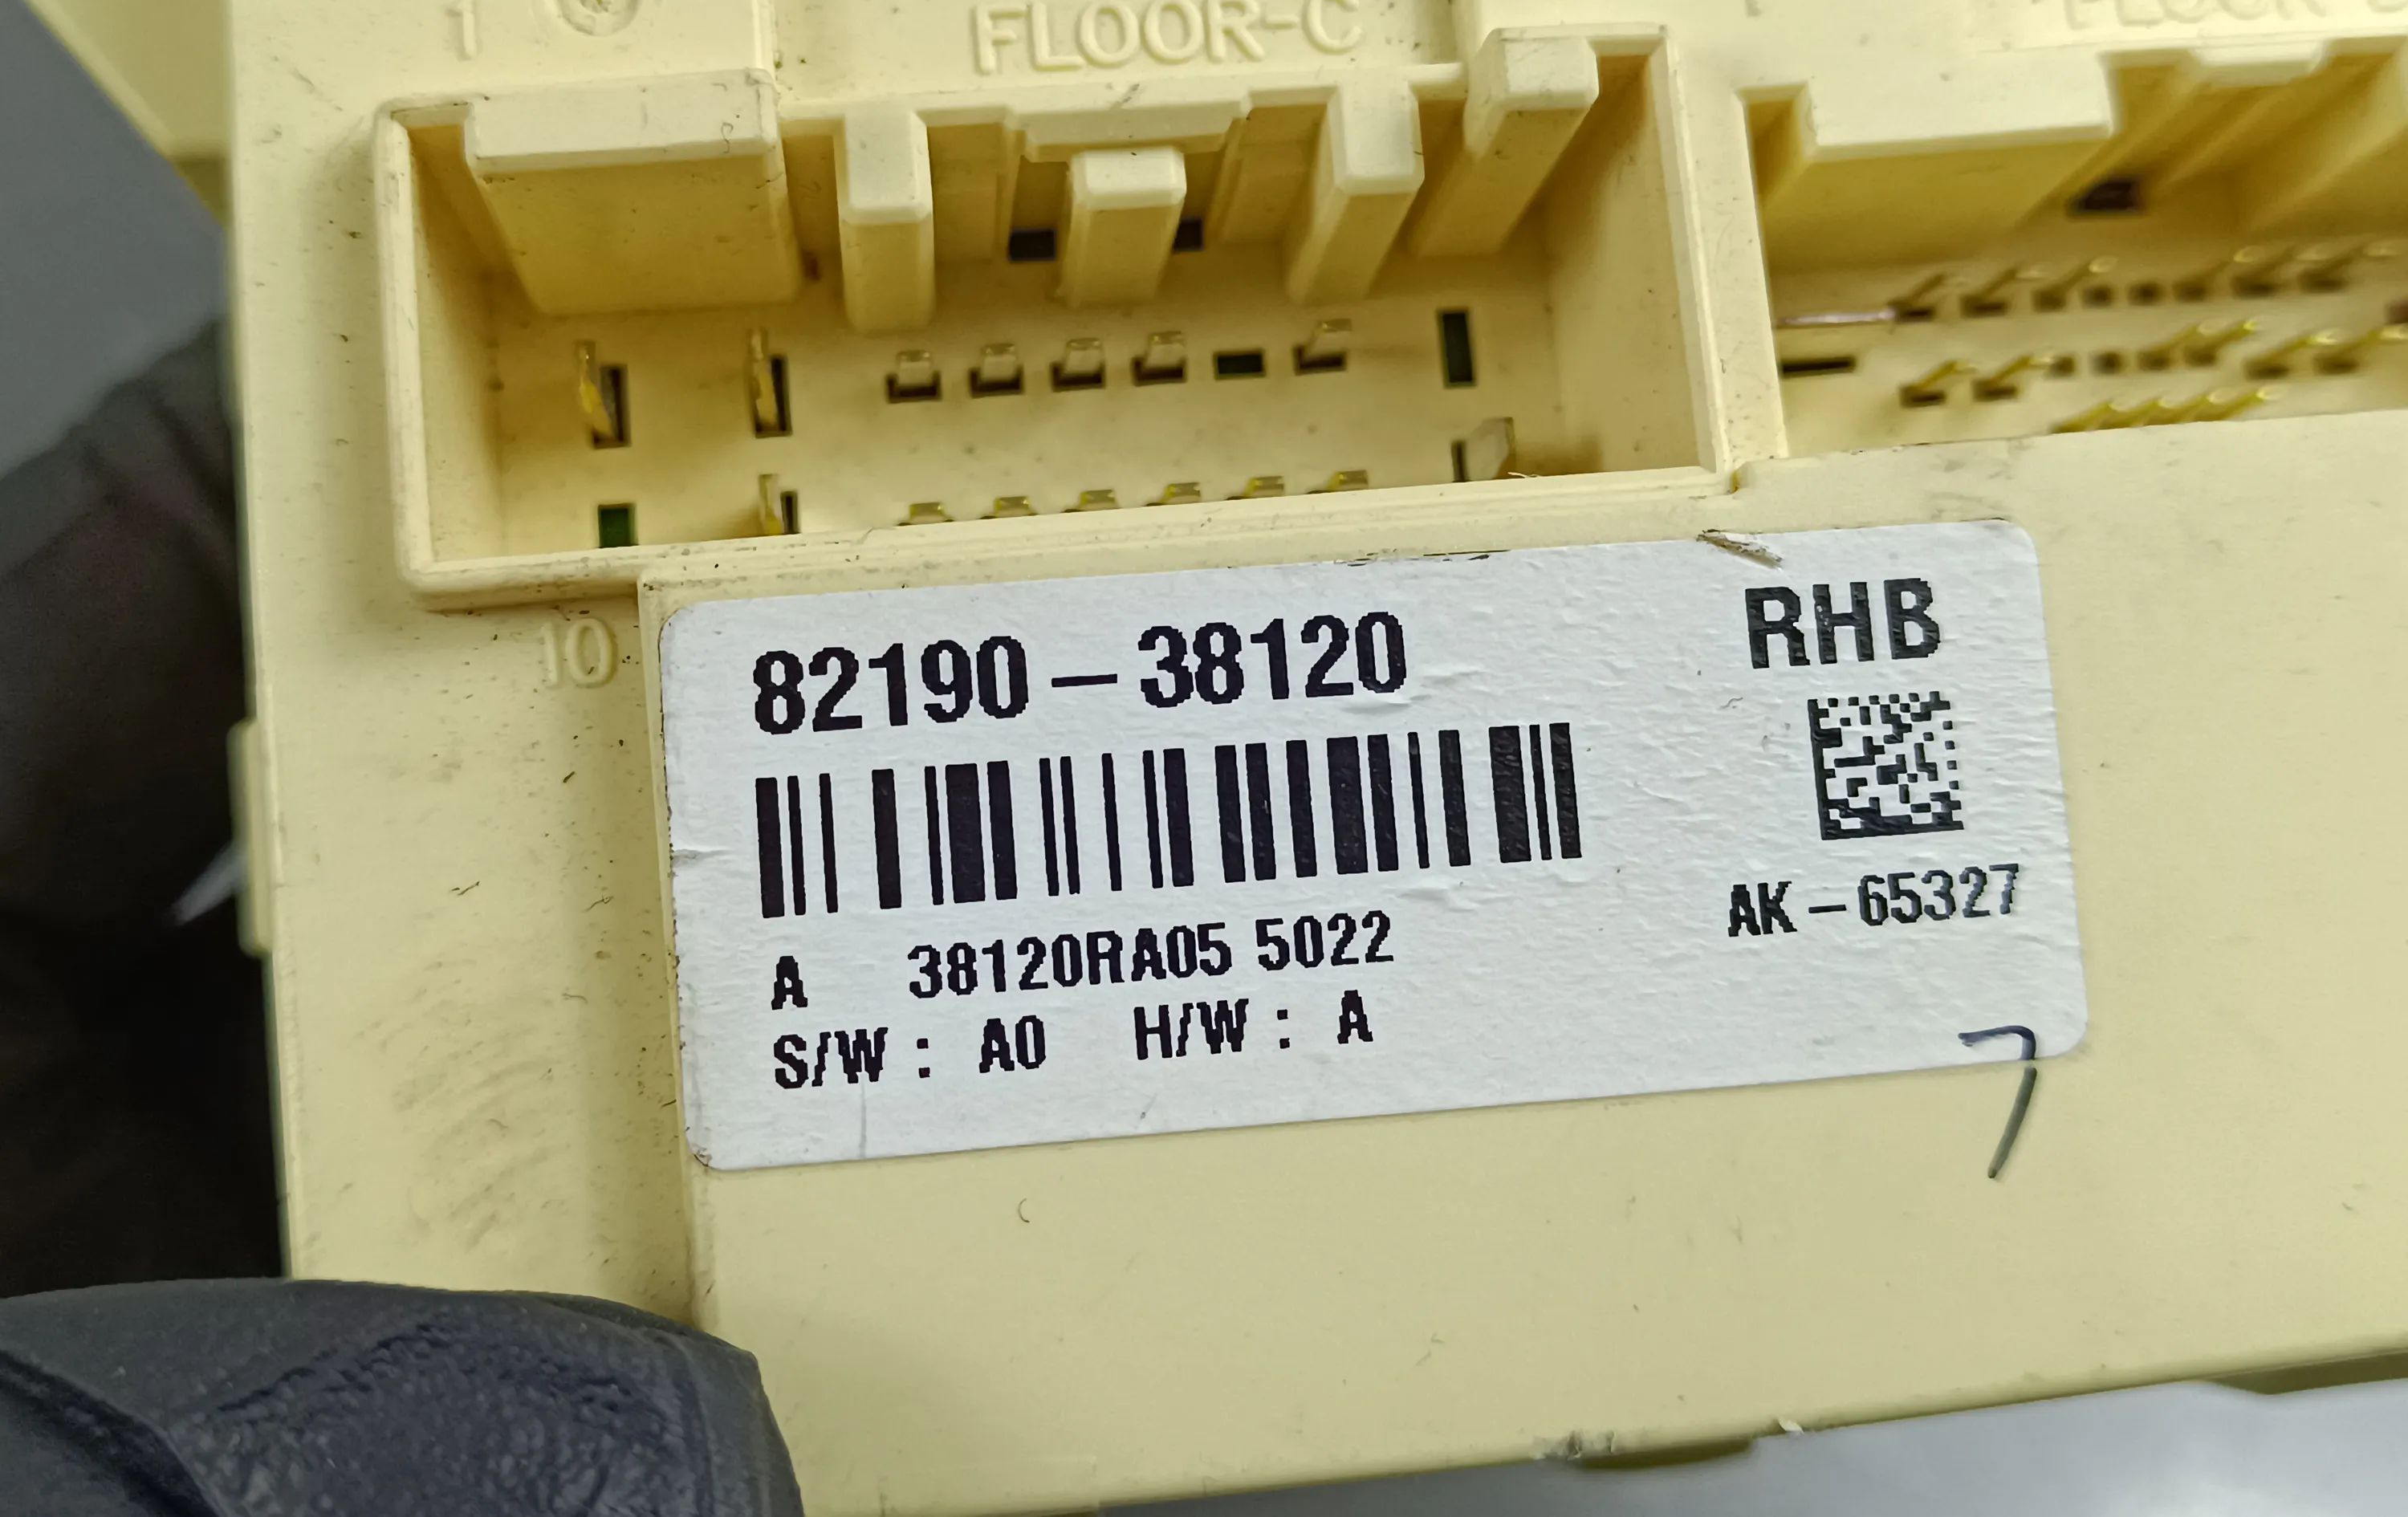 1
FLOOR-C
10
82190-38120
RHB
AK-65327
A 38120RA05 5022
S/W : A0 H/W : A
7